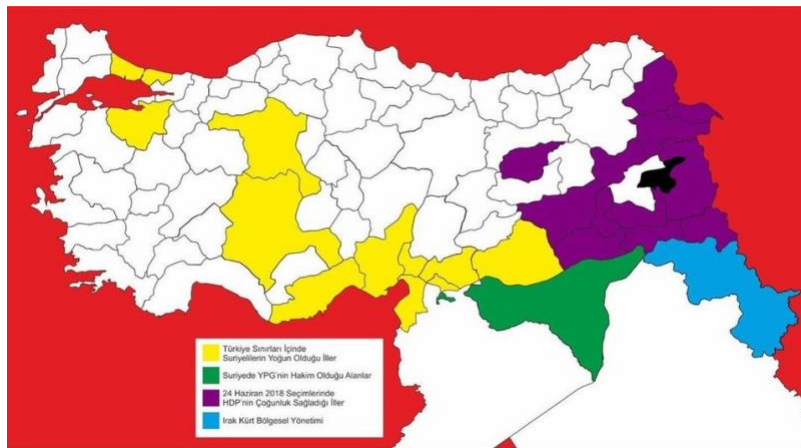 Türkiye Sınırları İçinde
Suriyelilerin Yoğun Olduğu İller
Suriyede YPG'nin Hakim Olduğu Alanlar
24 Haziran 2018 Seçimlerinde
HDP'nin Çoğunluk Sağladığı İller
Irak Kürt Bölgesel Yönetimi